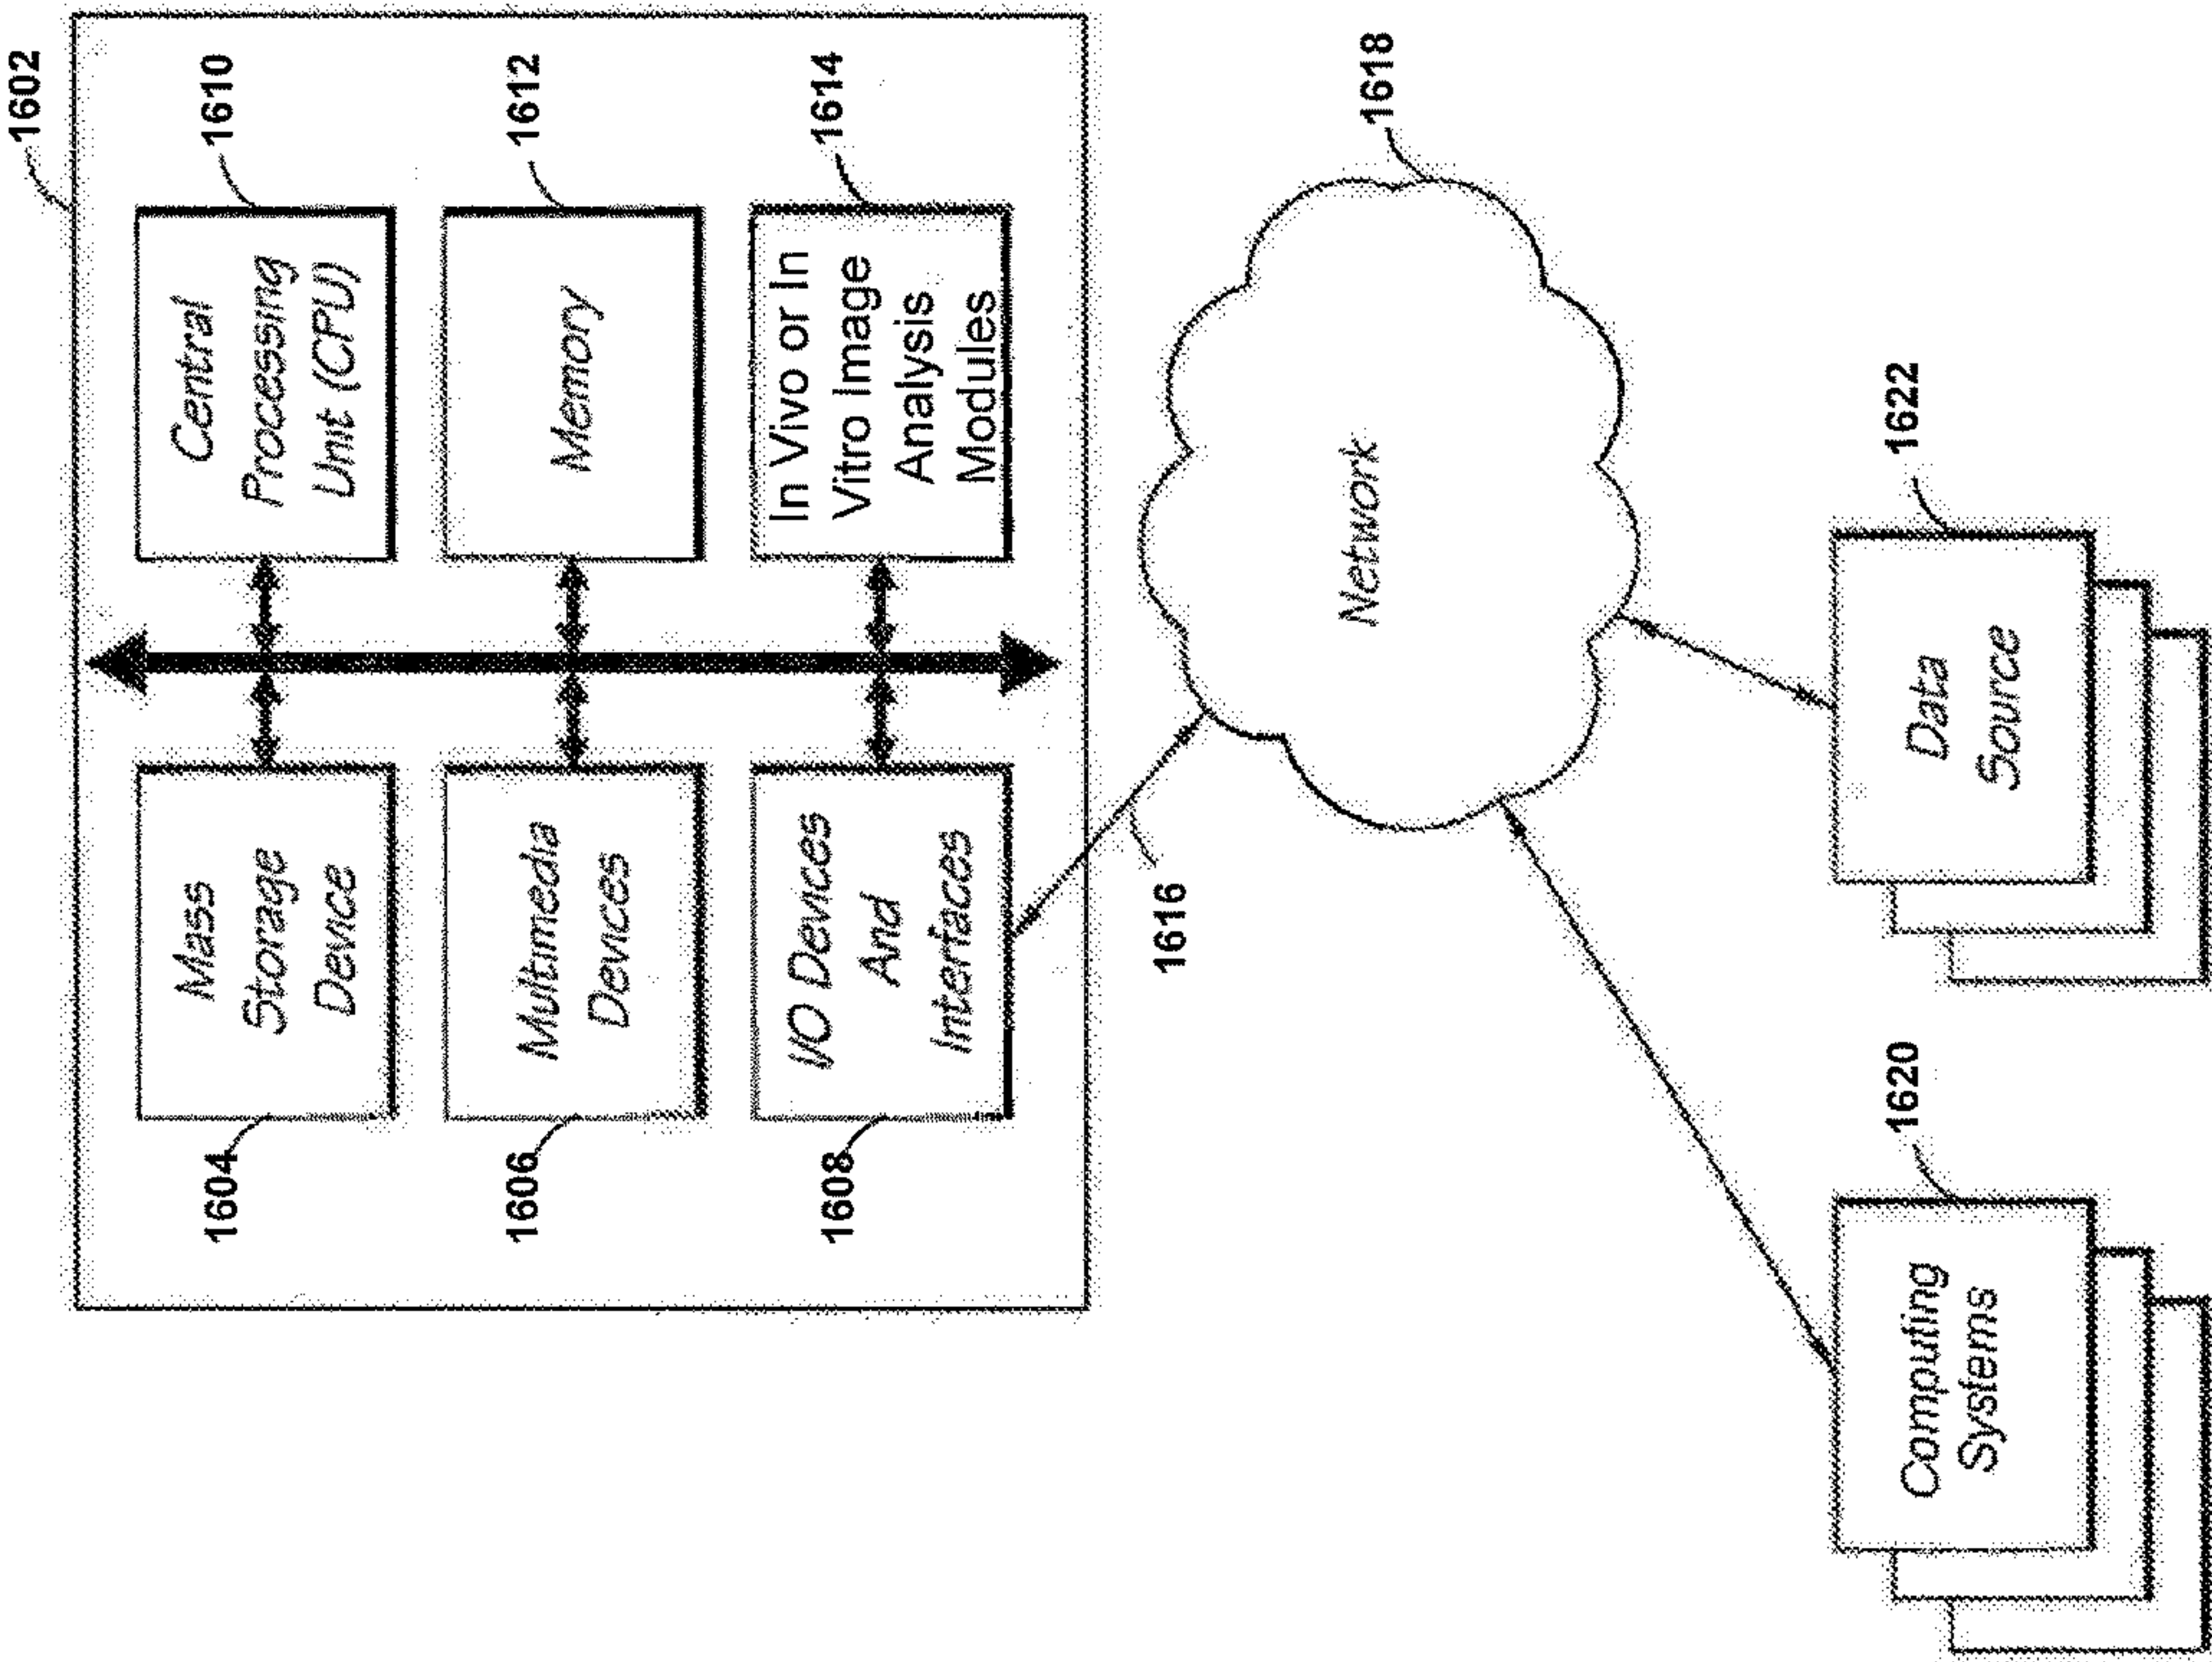 1602
1604
Mass
Storage
Device
Central
Processing
Unit (CPU)
1610
1606
Multimedia
Devices
Memory
1612
1608
I/O Devices
And
Interfaces
In Vivo or In
Vitro Image
Analysis
Modules
1614
1616
Network
1618
1620
Computing
Systems
1622
Data
Source